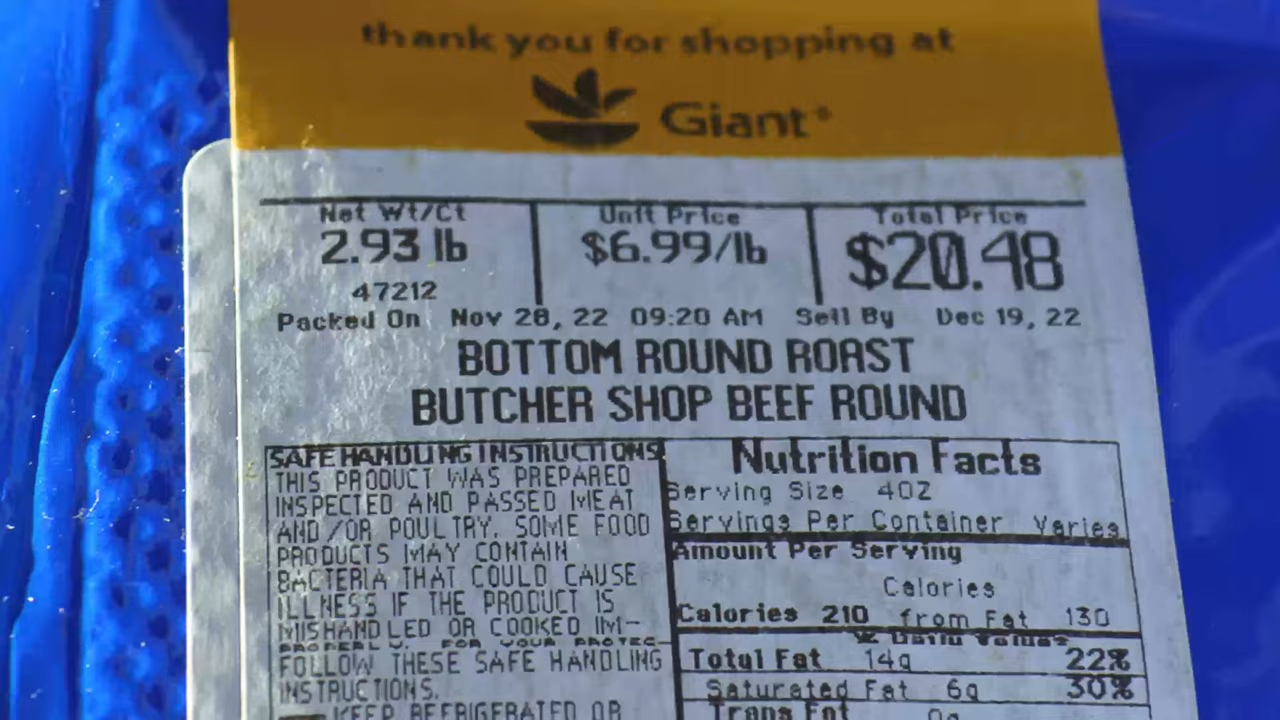 thank you for shopping at
Giant
Net Wt/Ct Unit Price Total Price
2.93 lb $6.99/lb $20.48
47212
Packed On Nov 28, 22 09:20 AM Sell By Dec 19, 22
BOTTOM ROUND ROAST
BUTCHER SHOP BEEF ROUND
SAFE HANDLING INSTRUCTIONS
THIS PRODUCT WAS PREPARED
INSPECTED AND PASSED MEAT
AND/OR POULTRY. SOME FOOD
PRODUCTS MAY CONTAIN
BACTERIA THAT COULD CAUSE
ILLNESS IF THE PRODUCT IS
MISHANDLED OR COOKED IM-
PROPERLY. FOR YOUR PROTEC-
FOLLOW THESE SAFE HANDLING
INSTRUCTIONS.
KEEP REFRIGERATED OR
Nutrition Facts
Serving Size 4OZ
Servings Per Container Varies
Amount Per Serving
Calories
Calories 210 from Fat 130
% Daily Values*
Total Fat 14g 22%
Saturated Fat 6g 30%
Trans Fat 0g